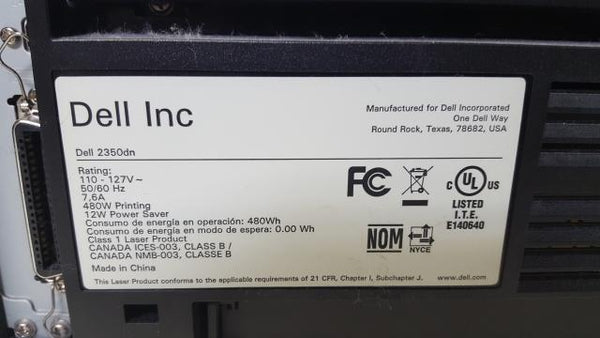 Dell Inc
Manufactured for Dell Incorporated
One Dell Way
Round Rock, Texas, 78682, USA
Dell 2350dn
Rating:
110 - 127V ~
50/60 Hz
7.6A
480W Printing
12W Power Saver
Consumo de energía en operación: 480Wh
Consumo de energía en modo de espera: 0.00 Wh
Class 1 Laser Product
CANADA ICES-003, CLASS B /
CANADA NMB-003, CLASSE B
Made in China
FC
C UL US
LISTED
I.T.E.
E140640
NOM
NYCE
This Laser Product conforms to the applicable requirements of 21 CFR, Chapter I, Subchapter J.
www.dell.com